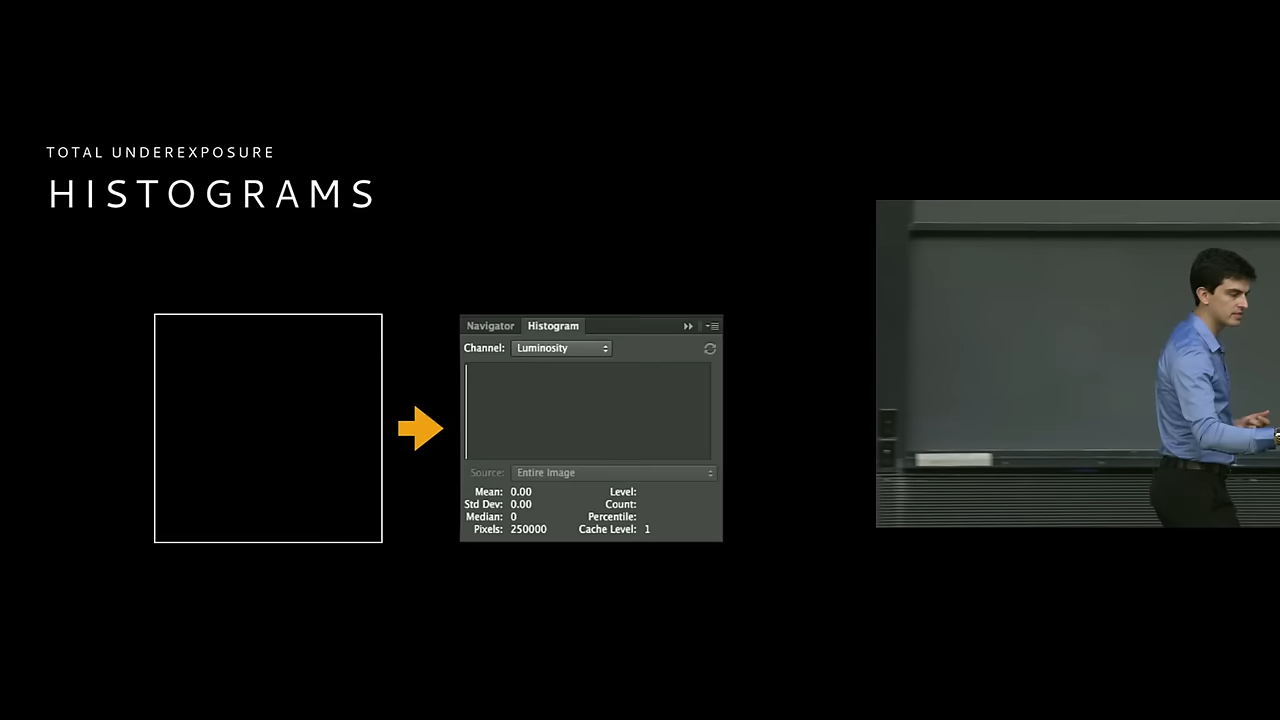 TOTAL UNDEREXPOSURE
HISTOGRAMS
Navigator Histogram
Channel: Luminosity
Source: Entire Image
Mean: 0.00 Level:
Std Dev: 0.00 Count:
Median: 0 Percentile:
Pixels: 250000 Cache Level: 1